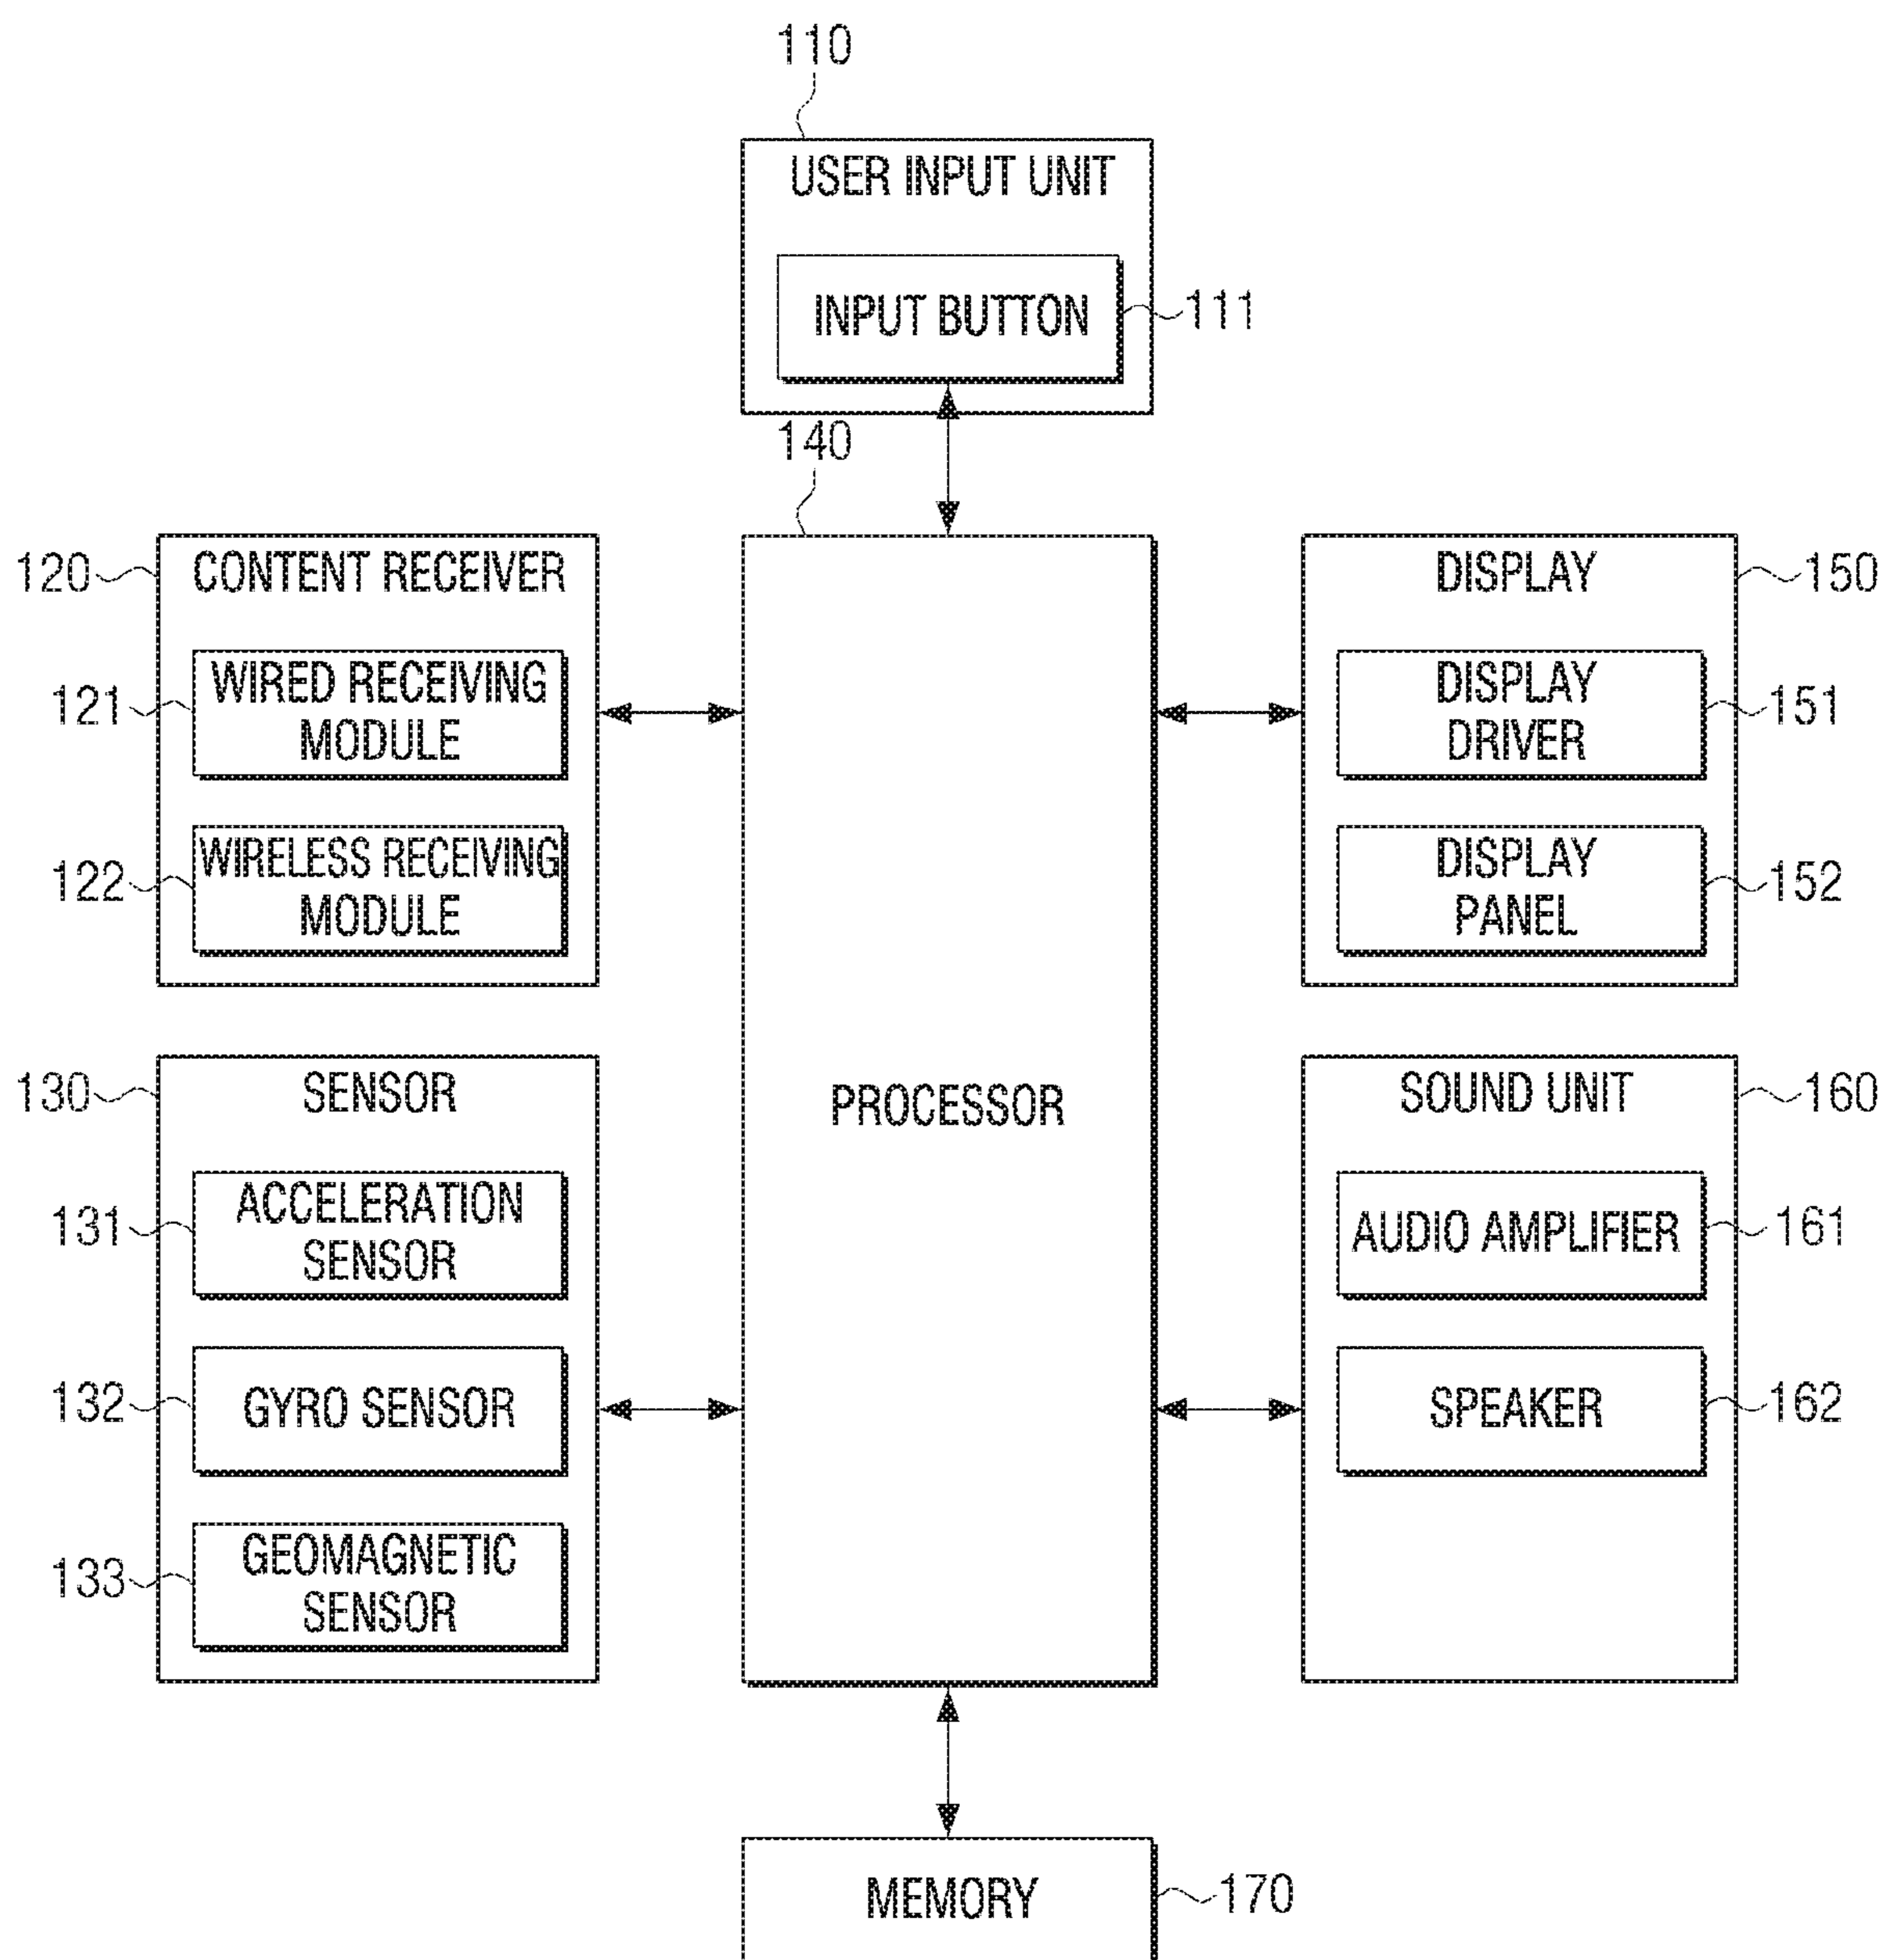 110
USER INPUT UNIT
INPUT BUTTON
111
140
120
CONTENT RECEIVER
121
WIRED RECEIVING
MODULE
122
WIRELESS RECEIVING
MODULE
130
SENSOR
131
ACCELERATION
SENSOR
132
GYRO SENSOR
133
GEOMAGNETIC
SENSOR
PROCESSOR
DISPLAY
150
DISPLAY
DRIVER
151
DISPLAY
PANEL
152
SOUND UNIT
160
AUDIO AMPLIFIER
161
SPEAKER
162
MEMORY
170